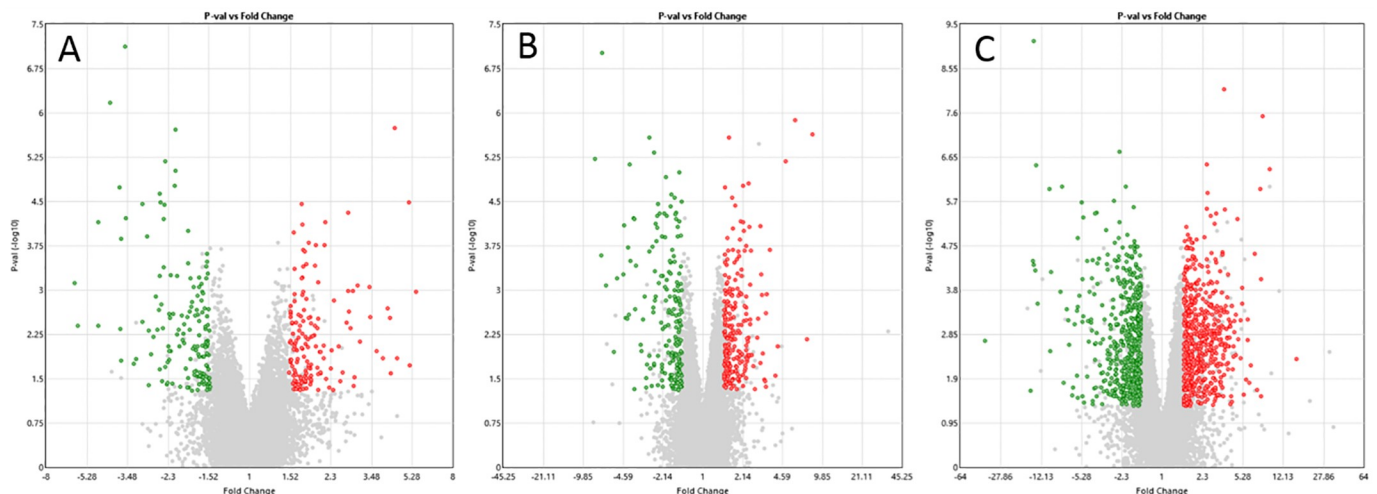 P-val vs Fold Change
A
P-val (-log10)
7.5
6.75
6
5.25
4.5
3.75
3
2.25
1.5
0.75
0
-8 -5.28 -3.48 -2.3 -1.52 1 1.52 2.3 3.48 5.28 8
Fold Change
P-val vs Fold Change
B
P-val (-log10)
7.5
6.75
6
5.25
4.5
3.75
3
2.25
1.5
0.75
0
-45.25 -21.11 -9.85 -4.59 -2.14 1 2.14 4.59 9.85 21.11 45.25
Fold Change
P-val vs Fold Change
C
P-val (-log10)
9.5
8.55
7.6
6.65
5.7
4.75
3.8
2.85
1.9
0.95
0
-64 -27.86 -12.13 -5.28 -2.3 1 2.3 5.28 12.13 27.86 64
Fold Change